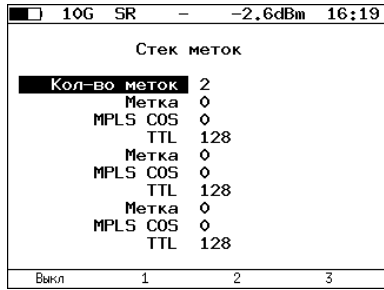 10G SR - -2.6dBm 16:19
Стек меток
Кол-во меток 2
Метка 0
MPLS COS 0
TTL 128
Метка 0
MPLS COS 0
TTL 128
Метка 0
MPLS COS 0
TTL 128
Выкл 1 2 3